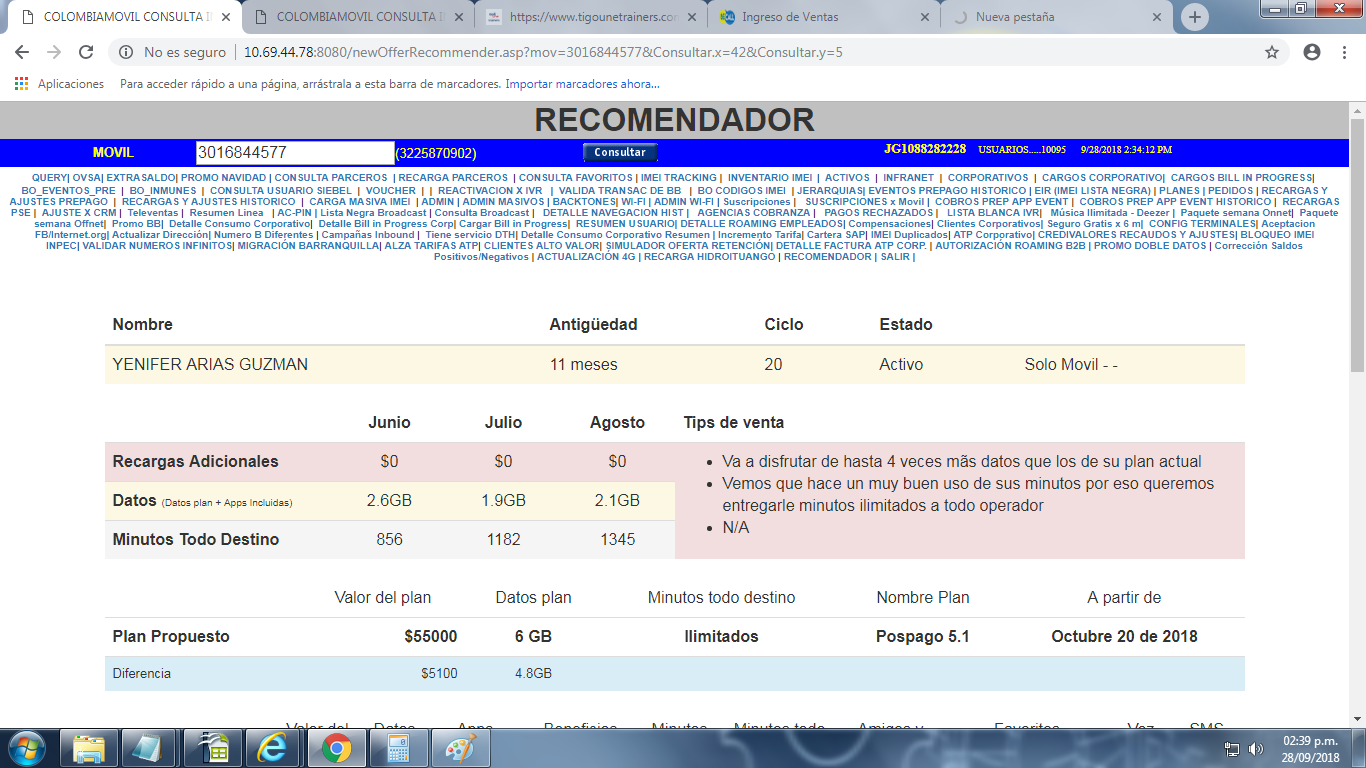 COLOMBIAMOVIL CONSULTA I
COLOMBIAMOVIL CONSULTA I
https://www.tigounetrainers.co
Ingreso de Ventas
Nueva pestaña
No es seguro | 10.69.44.78:8080/newOfferRecommender.asp?mov=3016844577&Consultar.x=42&Consultar.y=5
Aplicaciones Para acceder rápido a una página, arrástrala a esta barra de marcadores. Importar marcadores ahora...
RECOMENDADOR
MOVIL 3016844577 (3225870902) Consultar JG1088282228 USUARIOS.....10095 9/28/2018 2:34:12 PM
QUERY| OVSA| EXTRASALDO| PROMO NAVIDAD | CONSULTA PARCEROS | RECARGA PARCEROS | CONSULTA FAVORITOS | IMEI TRACKING | INVENTARIO IMEI | ACTIVOS | INFRANET | CORPORATIVOS | CARGOS CORPORATIVO| CARGOS BILL IN PROGRESS|
BO_EVENTOS_PRE | BO_INMUNES | CONSULTA USUARIO SIEBEL | VOUCHER | | REACTIVACION X IVR | VALIDA TRANSAC DE BB | BO CODIGOS IMEI | JERARQUIAS| EVENTOS PREPAGO HISTORICO | EIR (IMEI LISTA NEGRA) | PLANES | PEDIDOS | RECARGAS Y
AJUSTES PREPAGO | RECARGAS Y AJUSTES HISTORICO | CARGA MASIVA IMEI | ADMIN | ADMIN MASIVOS | BACKTONES| WI-FI | ADMIN WI-FI | Suscripciones | SUSCRIPCIONES x Movil | COBROS PREP APP EVENT | COBROS PREP APP EVENT HISTORICO | RECARGAS
PSE | AJUSTE X CRM | Televentas | Resumen Linea | AC-PIN | Lista Negra Broadcast | Consulta Broadcast | DETALLE NAVEGACION HIST | AGENCIAS COBRANZA | PAGOS RECHAZADOS | LISTA BLANCA IVR| Música Ilimitada - Deezer | Paquete semana Onnet| Paquete
semana Offnet| Promo BB| Detalle Consumo Corporativo| Detalle Bill in Progress Corp| Cargar Bill in Progress| RESUMEN USUARIO| DETALLE ROAMING EMPLEADOS| Compensaciones| Clientes Corporativos| Seguro Gratis x 6 m| CONFIG TERMINALES| Aceptacion
FB/Internet.org| Actualizar Dirección| Numero B Diferentes | Campañas Inbound | Tiene servicio DTH| Detalle Consumo Corporativo Resumen | Incremento Tarifa| Cartera SAP| IMEI Duplicados| ATP Corporativo| CREDIVALORES RECAUDOS Y AJUSTES| BLOQUEO IMEI
INPEC| VALIDAR NUMEROS INFINITOS| MIGRACIÓN BARRANQUILLA| ALZA TARIFAS ATP| CLIENTES ALTO VALOR| SIMULADOR OFERTA RETENCIÓN| DETALLE FACTURA ATP CORP. | AUTORIZACIÓN ROAMING B2B | PROMO DOBLE DATOS | Corrección Saldos
Positivos/Negativos | ACTUALIZACIÓN 4G | RECARGA HIDROITUANGO | RECOMENDADOR | SALIR |
Nombre Antigüedad Ciclo Estado
YENIFER ARIAS GUZMAN 11 meses 20 Activo Solo Movil - -
Junio Julio Agosto Tips de venta
Recargas Adicionales $0 $0 $0
Datos (Datos plan + Apps Incluidas) 2.6GB 1.9GB 2.1GB
Minutos Todo Destino 856 1182 1345
• Va a disfrutar de hasta 4 veces mãs datos que los de su plan actual
• Vemos que hace un muy buen uso de sus minutos por eso queremos
entregarle minutos ilimitados a todo operador
• N/A
Valor del plan Datos plan Minutos todo destino Nombre Plan A partir de
Plan Propuesto $55000 6 GB Ilimitados Pospago 5.1 Octubre 20 de 2018
Diferencia $5100 4.8GB
Valor del Datos Apps Beneficios Minutos Minutos todo Amigos y Favoritos Voz SMS
02:39 p.m.
28/09/2018